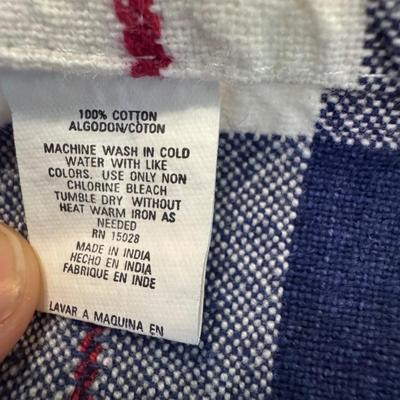 100% COTTON
ALGODON/COTON
MACHINE WASH IN COLD
WATER WITH LIKE
COLORS. USE ONLY NON
CHLORINE BLEACH
TUMBLE DRY WITHOUT
HEAT WARM IRON AS
NEEDED
RN 15028
MADE IN INDIA
HECHO EN INDIA
FABRIQUE EN INDE
LAVAR A MAQUINA EN